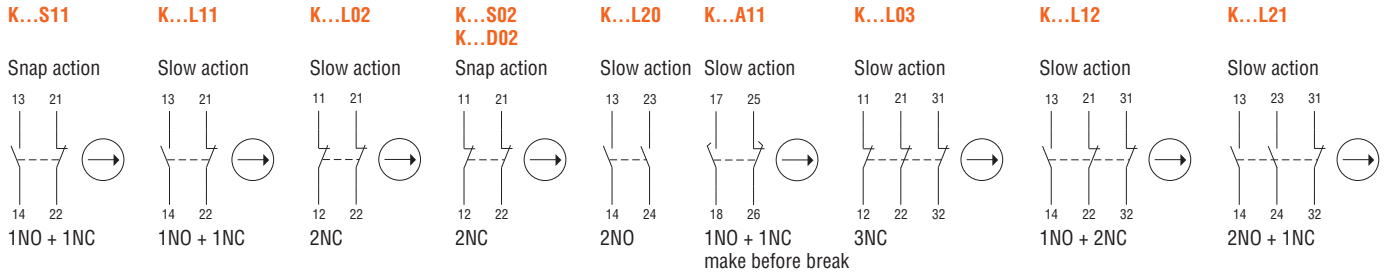 K...S11 K...L11 K...L02 K...S02 K...L20 K...A11 K...L03 K...L12 K...L21
K...D02
Snap action Slow action Slow action Snap action Slow action Slow action Slow action Slow action Slow action
13 21 13 21 11 21 11 21 13 23 17 25 11 21 31 13 21 31 13 23 31
14 22 14 22 12 22 12 22 14 24 18 26 12 22 32 14 22 32 14 24 32
1NO + 1NC 1NO + 1NC 2NC 2NC 2NO 1NO + 1NC 3NC 1NO + 2NC 2NO + 1NC
make before break